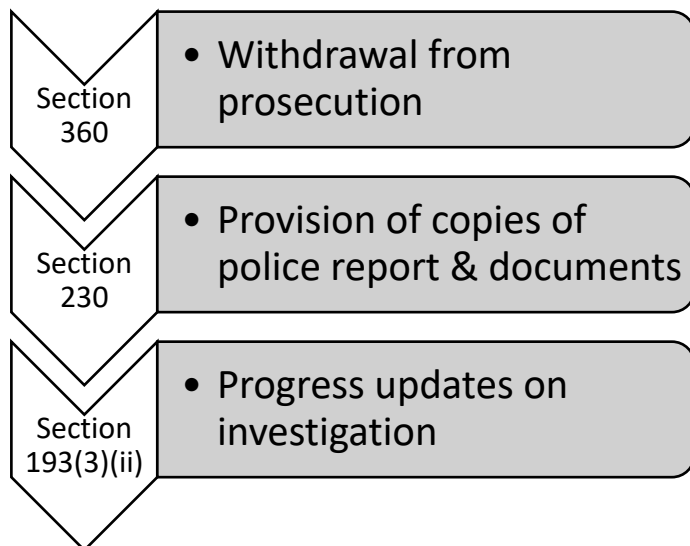 Section
360
• Withdrawal from
prosecution
Section
230
• Provision of copies of
police report & documents
Section
193(3)(ii)
• Progress updates on
investigation